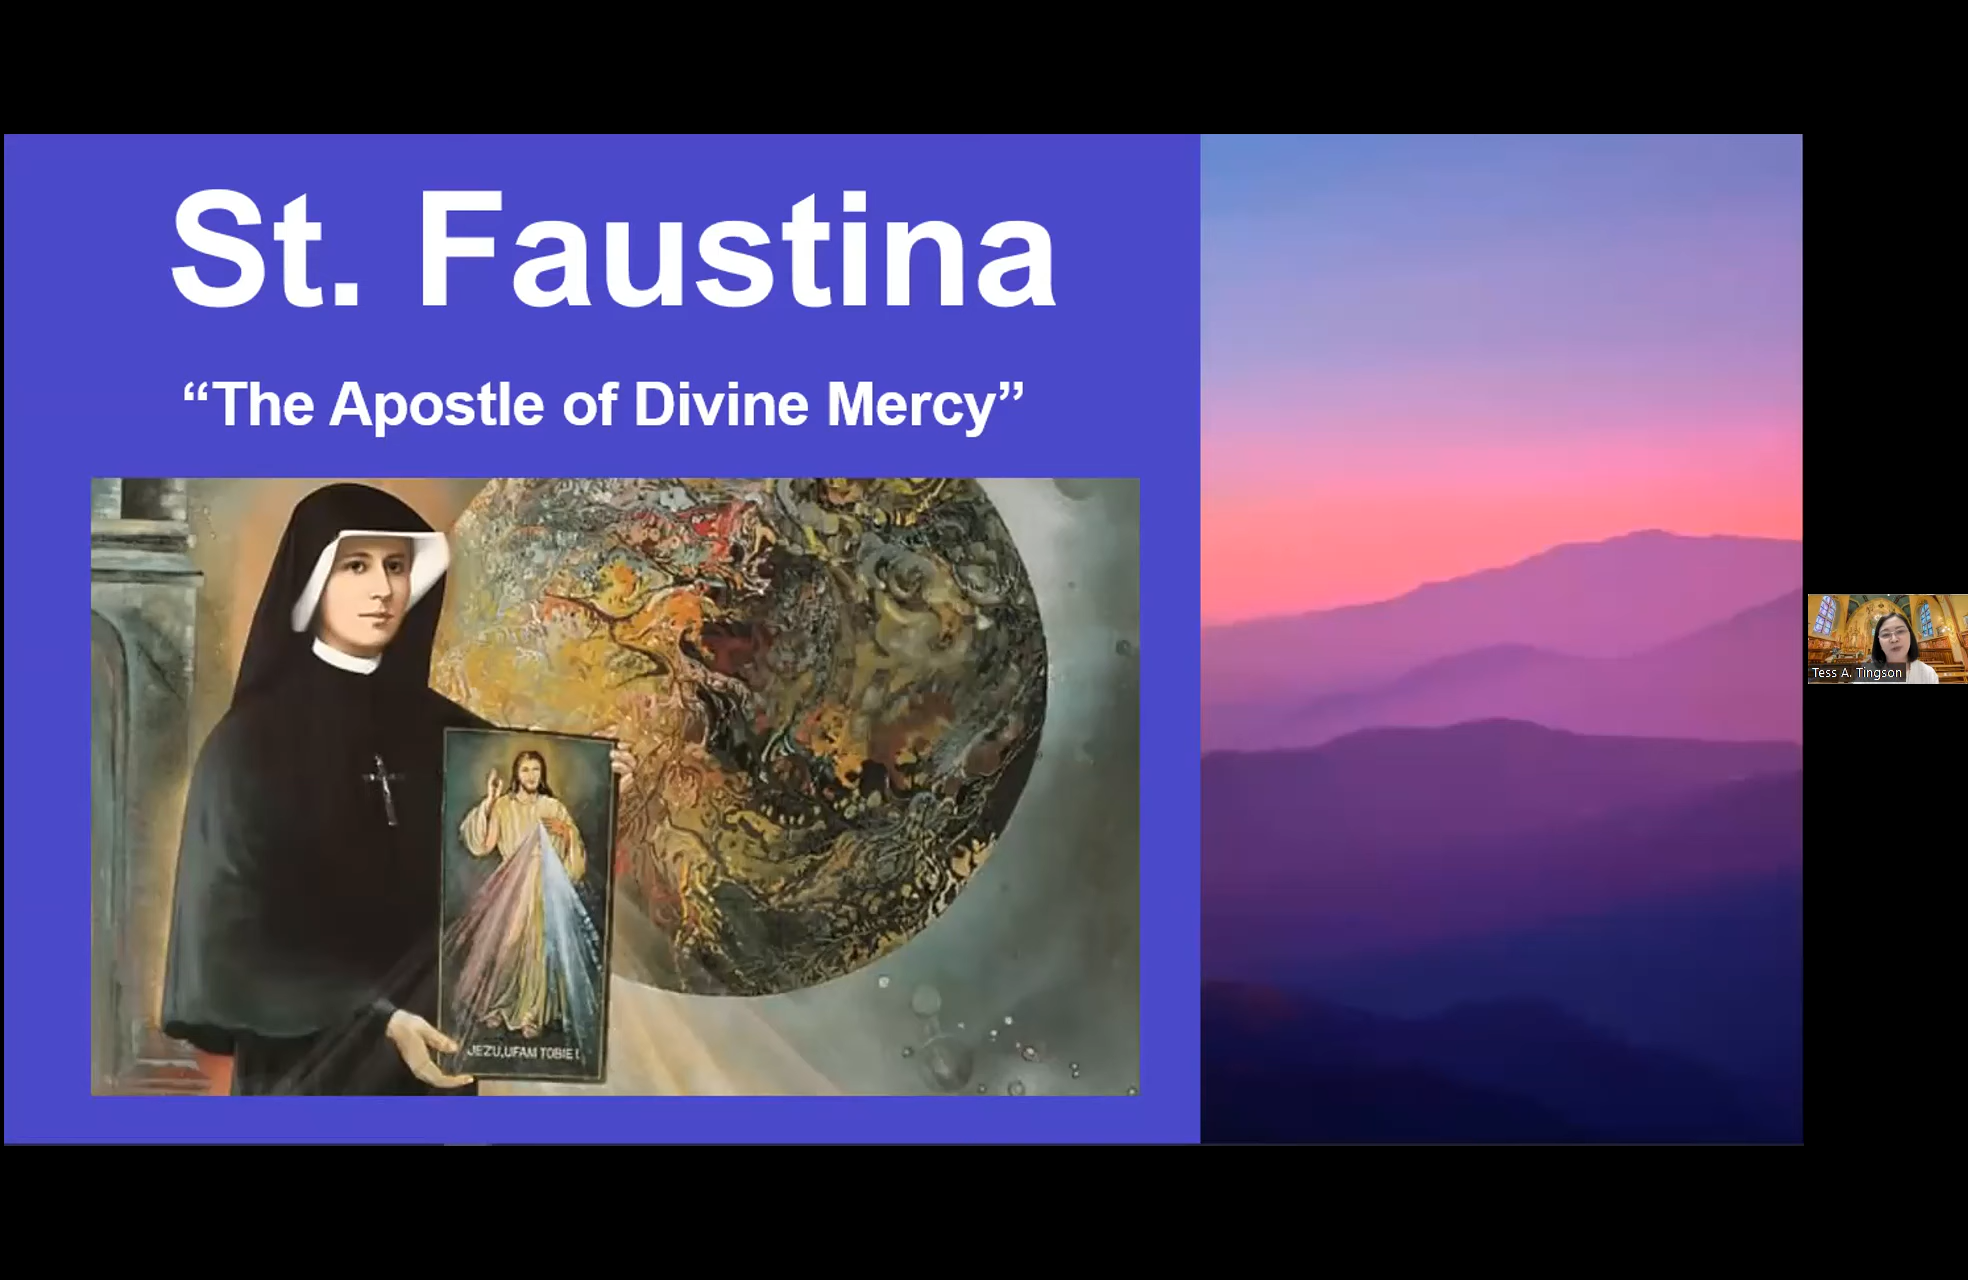 St. Faustina
“The Apostle of Divine Mercy”
JEZU, UFAM TOBIE!
Tess A. Tingson